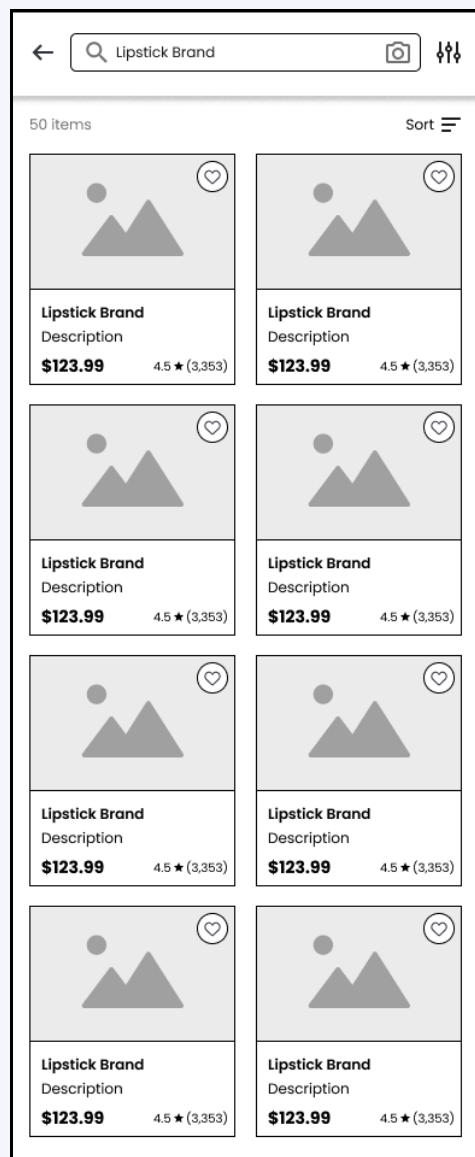 Lipstick Brand
50 items
Sort
Lipstick Brand
Description
$123.99 4.5 ★ (3,353)
Lipstick Brand
Description
$123.99 4.5 ★ (3,353)
Lipstick Brand
Description
$123.99 4.5 ★ (3,353)
Lipstick Brand
Description
$123.99 4.5 ★ (3,353)
Lipstick Brand
Description
$123.99 4.5 ★ (3,353)
Lipstick Brand
Description
$123.99 4.5 ★ (3,353)
Lipstick Brand
Description
$123.99 4.5 ★ (3,353)
Lipstick Brand
Description
$123.99 4.5 ★ (3,353)